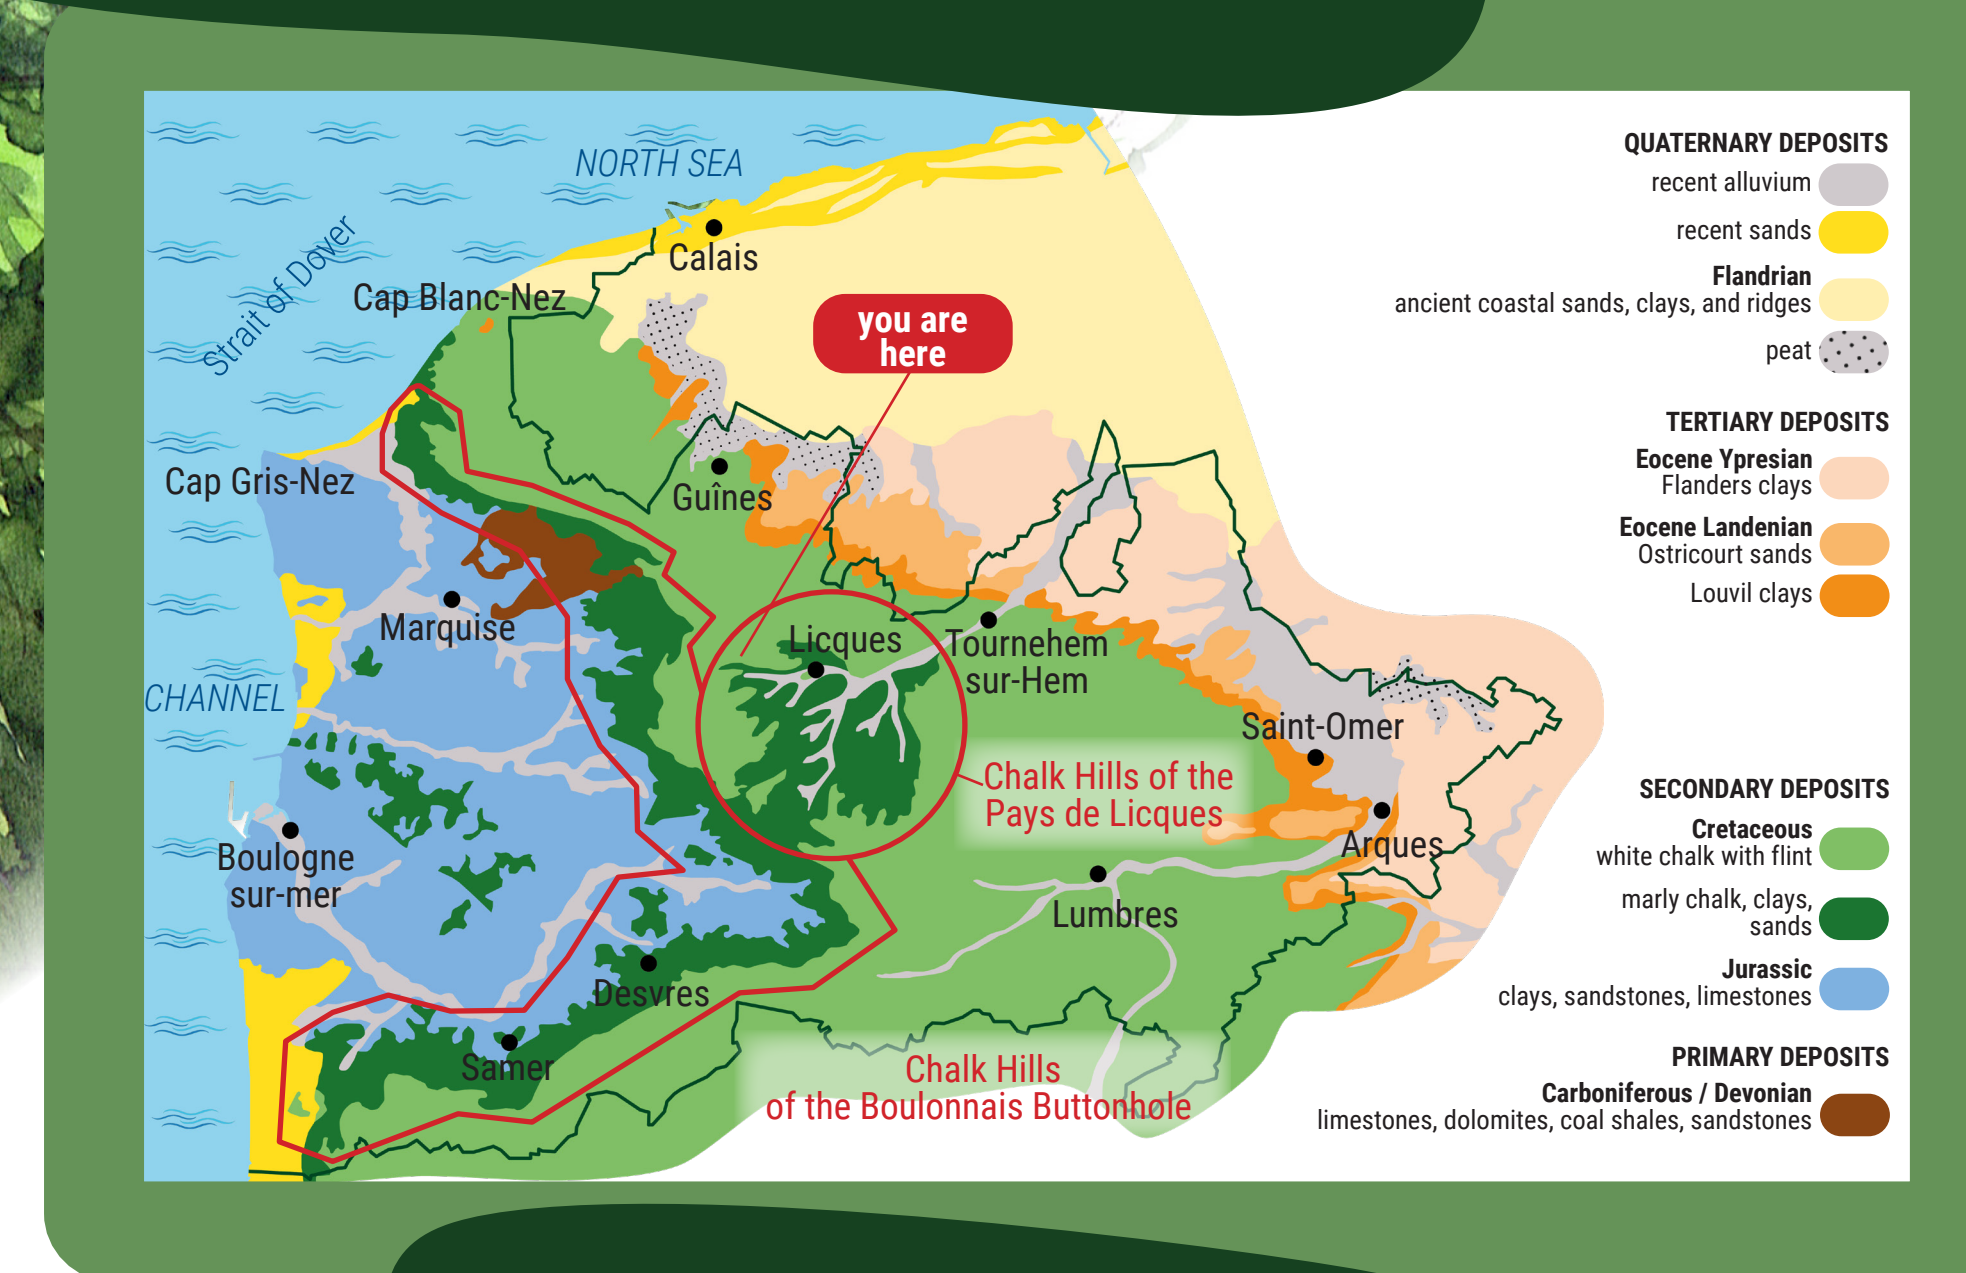 NORTH SEA
Strait of Dover
Calais
Cap Blanc-Nez
you are
here
Cap Gris-Nez
Guînes
Marquise
Licques
Tournehem
sur-Hem
CHANNEL
Saint-Omer
Chalk Hills of the
Pays de Licques
Boulogne
sur-mer
Arques
Lumbres
Desvres
Samer
Chalk Hills
of the Boulonnais Buttonhole
QUATERNARY DEPOSITS
recent alluvium
recent sands
Flandrian
ancient coastal sands, clays, and ridges
peat
TERTIARY DEPOSITS
Eocene Ypresian
Flanders clays
Eocene Landenian
Ostricourt sands
Louvil clays
SECONDARY DEPOSITS
Cretaceous
white chalk with flint
marly chalk, clays,
sands
Jurassic
clays, sandstones, limestones
PRIMARY DEPOSITS
Carboniferous / Devonian
limestones, dolomites, coal shales, sandstones